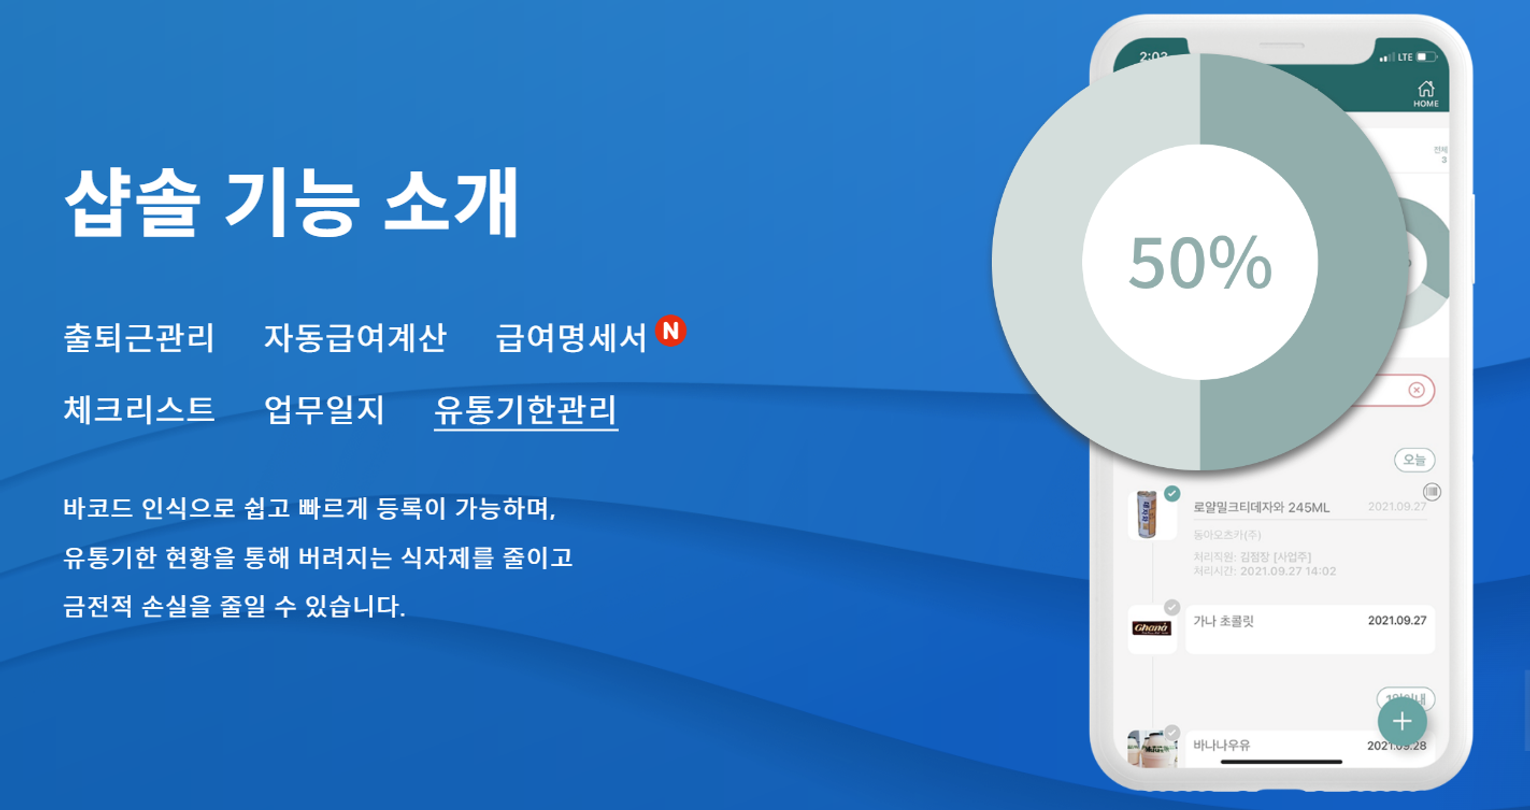 샵솔 기능 소개
출퇴근관리 자동급여계산 급여명세서 N
체크리스트 업무일지 유통기한관리
바코드 인식으로 쉽고 빠르게 등록이 가능하며,
유통기한 현황을 통해 버려지는 식자제를 줄이고
금전적 손실을 줄일 수 있습니다.
2:03 LTE
HOME
전체
3
50%
오늘
로얄밀크티데자와 245ML 2021.09.27
동아오츠카(주)
처리직원: 김점장 [사업주]
처리시간: 2021.09.27 14:02
Ghana 가나 초콜릿 2021.09.27
바나나우유 2021.09.28